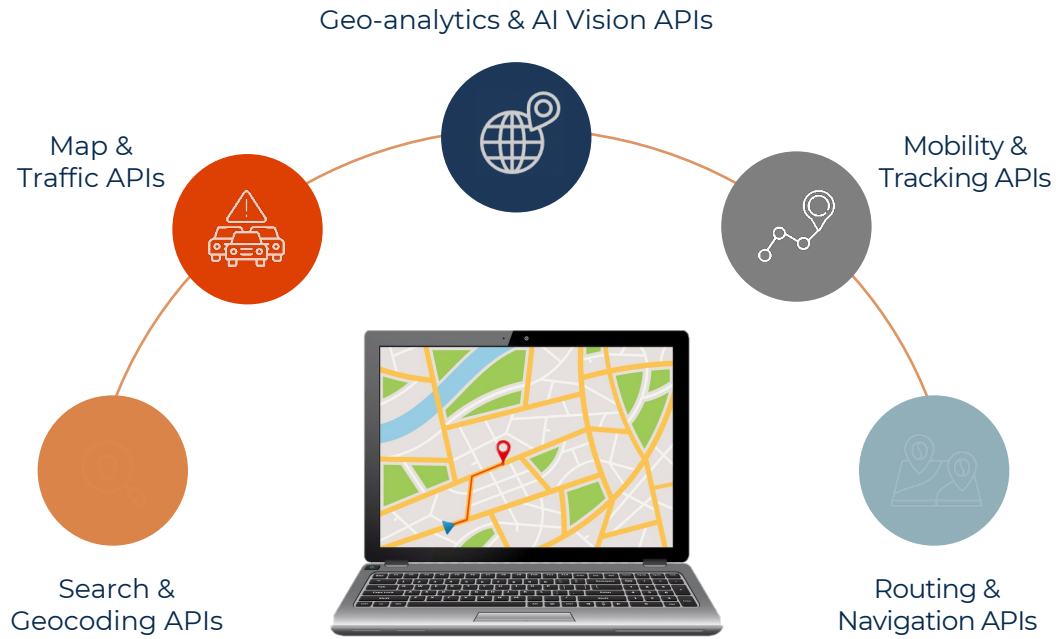 Geo-analytics & AI Vision APIs
Map &
Traffic APIs
Mobility &
Tracking APIs
Search &
Geocoding APIs
Routing &
Navigation APIs